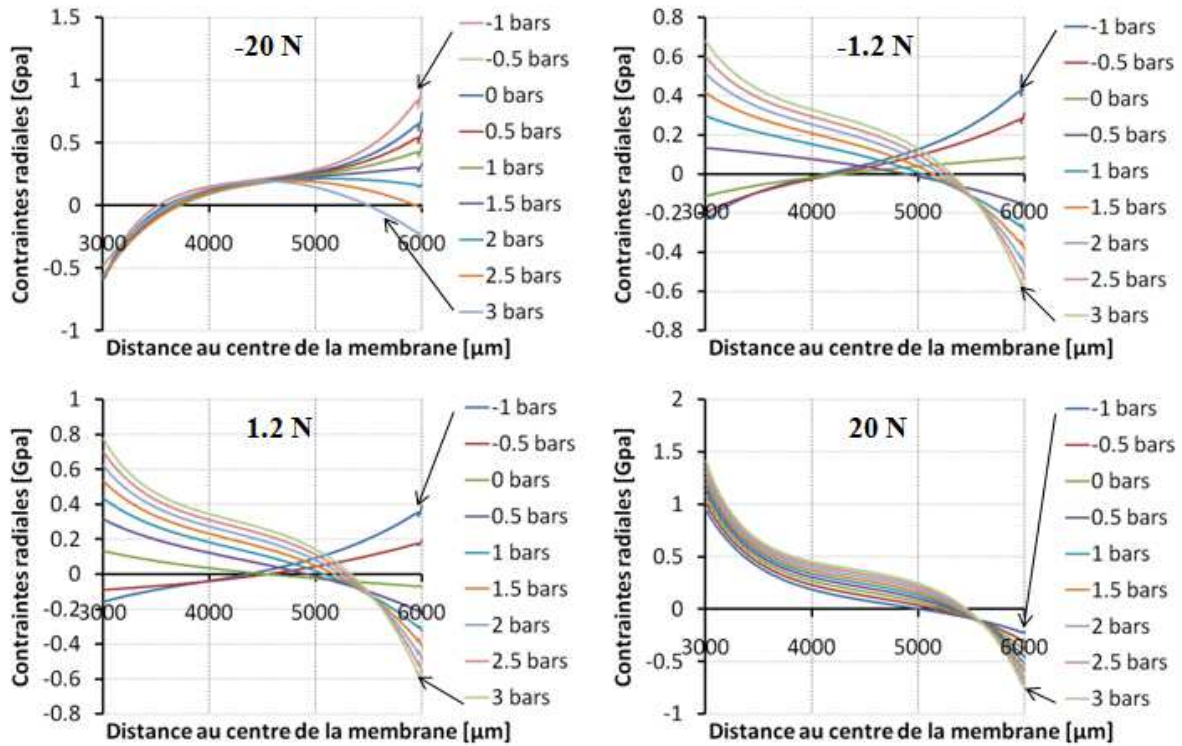 -20 N
Contraintes radiales [Gpa]
1.5
1
0.5
0
-0.5
-1
3000
4000
5000
6000
Distance au centre de la membrane [µm]
-1 bars
-0.5 bars
0 bars
0.5 bars
1 bars
1.5 bars
2 bars
2.5 bars
3 bars
-1.2 N
Contraintes radiales [Gpa]
0.8
0.6
0.4
0.2
0
-0.2
-0.4
-0.6
-0.8
3000
4000
5000
6000
Distance au centre de la membrane [µm]
-1 bars
-0.5 bars
0 bars
0.5 bars
1 bars
1.5 bars
2 bars
2.5 bars
3 bars
1.2 N
Contraintes radiales [Gpa]
1
0.8
0.6
0.4
0.2
0
-0.2
-0.4
-0.6
-0.8
3000
4000
5000
6000
Distance au centre de la membrane [µm]
-1 bars
-0.5 bars
0 bars
0.5 bars
1 bars
1.5 bars
2 bars
2.5 bars
3 bars
20 N
Contraintes radiales [Gpa]
2
1.5
1
0.5
0
-0.5
-1
3000
4000
5000
6000
Distance au centre de la membrane [µm]
-1 bars
-0.5 bars
0 bars
0.5 bars
1 bars
1.5 bars
2 bars
2.5 bars
3 bars